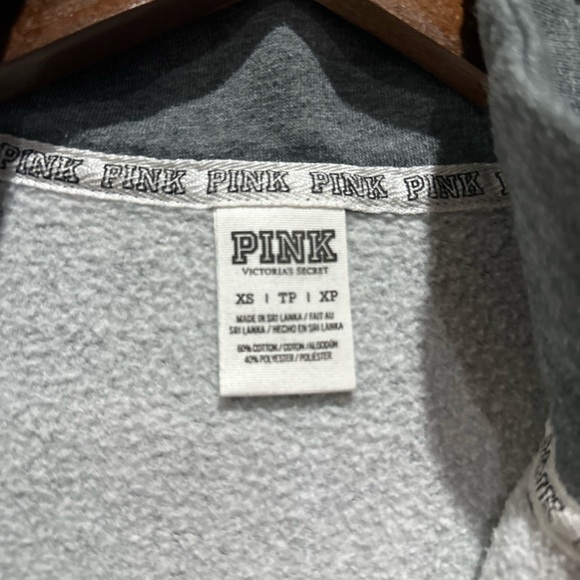 PINK PINK PINK PINK PINK
PINK
VICTORIA'S SECRET
XS | TP | XP
MADE IN SRI LANKA / FAIT AU
SRI LANKA / HECHO EN SRI LANKA
60% COTTON / COTON / ALGODÓN
40% POLYESTER / POLIÉSTER